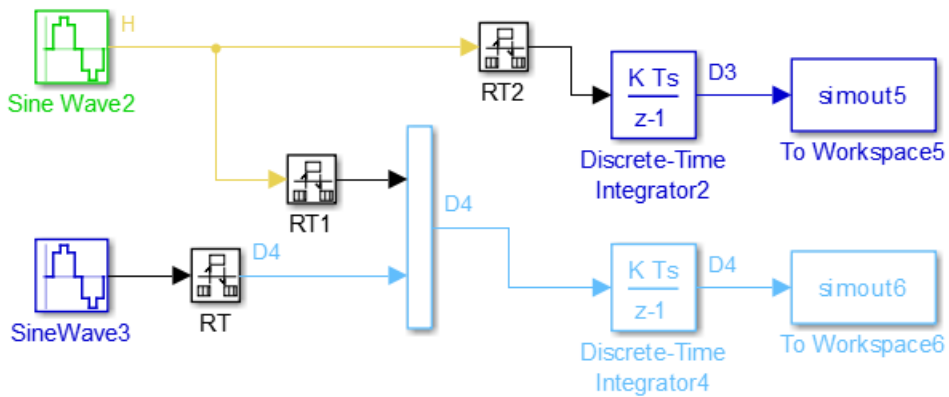 H
Sine Wave2
RT2
K Ts
z-1
D3
simout5
Discrete-Time
Integrator2
To Workspace5
RT1
D4
SineWave3
RT
D4
K Ts
z-1
D4
simout6
Discrete-Time
Integrator4
To Workspace6